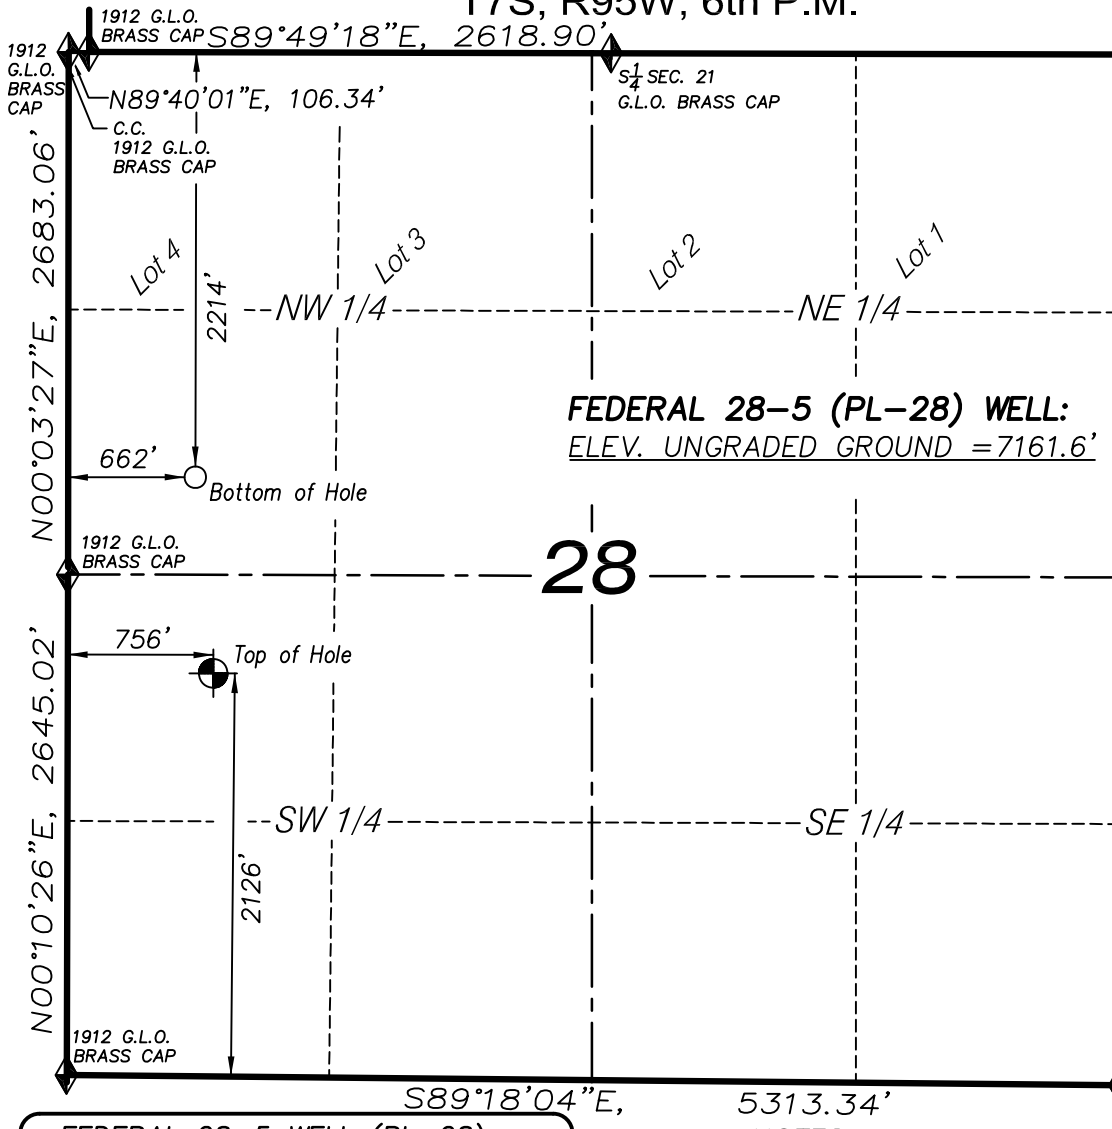 T7S, R95W, 6th P.M.
1912 G.L.O.
BRASS CAP
S89°49'18"E, 2618.90'
1912
G.L.O.
BRASS
CAP
S1/4 SEC. 21
G.L.O. BRASS CAP
N89°40'01"E, 106.34'
C.C.
1912 G.L.O.
BRASS CAP
N00°03'27"E, 2683.06'
Lot 4
Lot 3
Lot 2
Lot 1
2214'
NW 1/4
NE 1/4
FEDERAL 28-5 (PL-28) WELL:
ELEV. UNGRADED GROUND =7161.6'
662'
Bottom of Hole
1912 G.L.O.
BRASS CAP
28
756'
Top of Hole
N00°10'26"E, 2645.02'
SW 1/4
SE 1/4
2126'
1912 G.L.O.
BRASS CAP
S89°18'04"E, 5313.34'